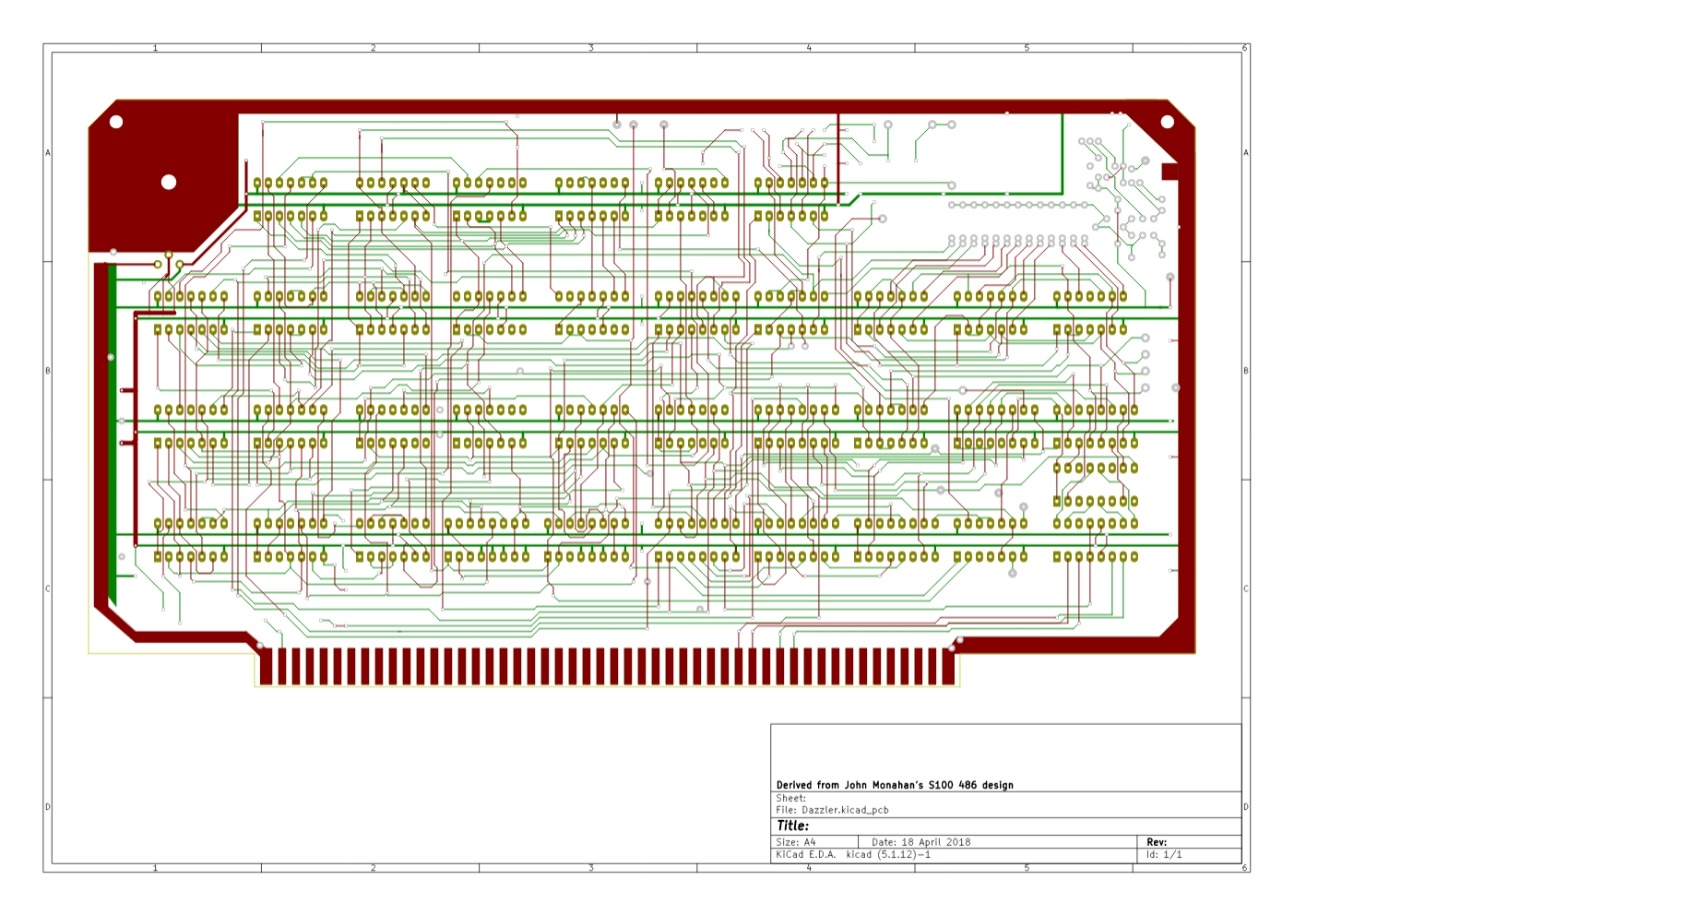 1 2 3 4 5 6
A A
B B
C C
D D
Derived from John Monahan's S100 486 design
Sheet:
File: Dazzler.kicad_pcb
Title:
Size: A4 Date: 18 April 2018 Rev:
KiCad E.D.A. kicad (5.1.12)-1 Id: 1/1
1 2 3 4 5 6